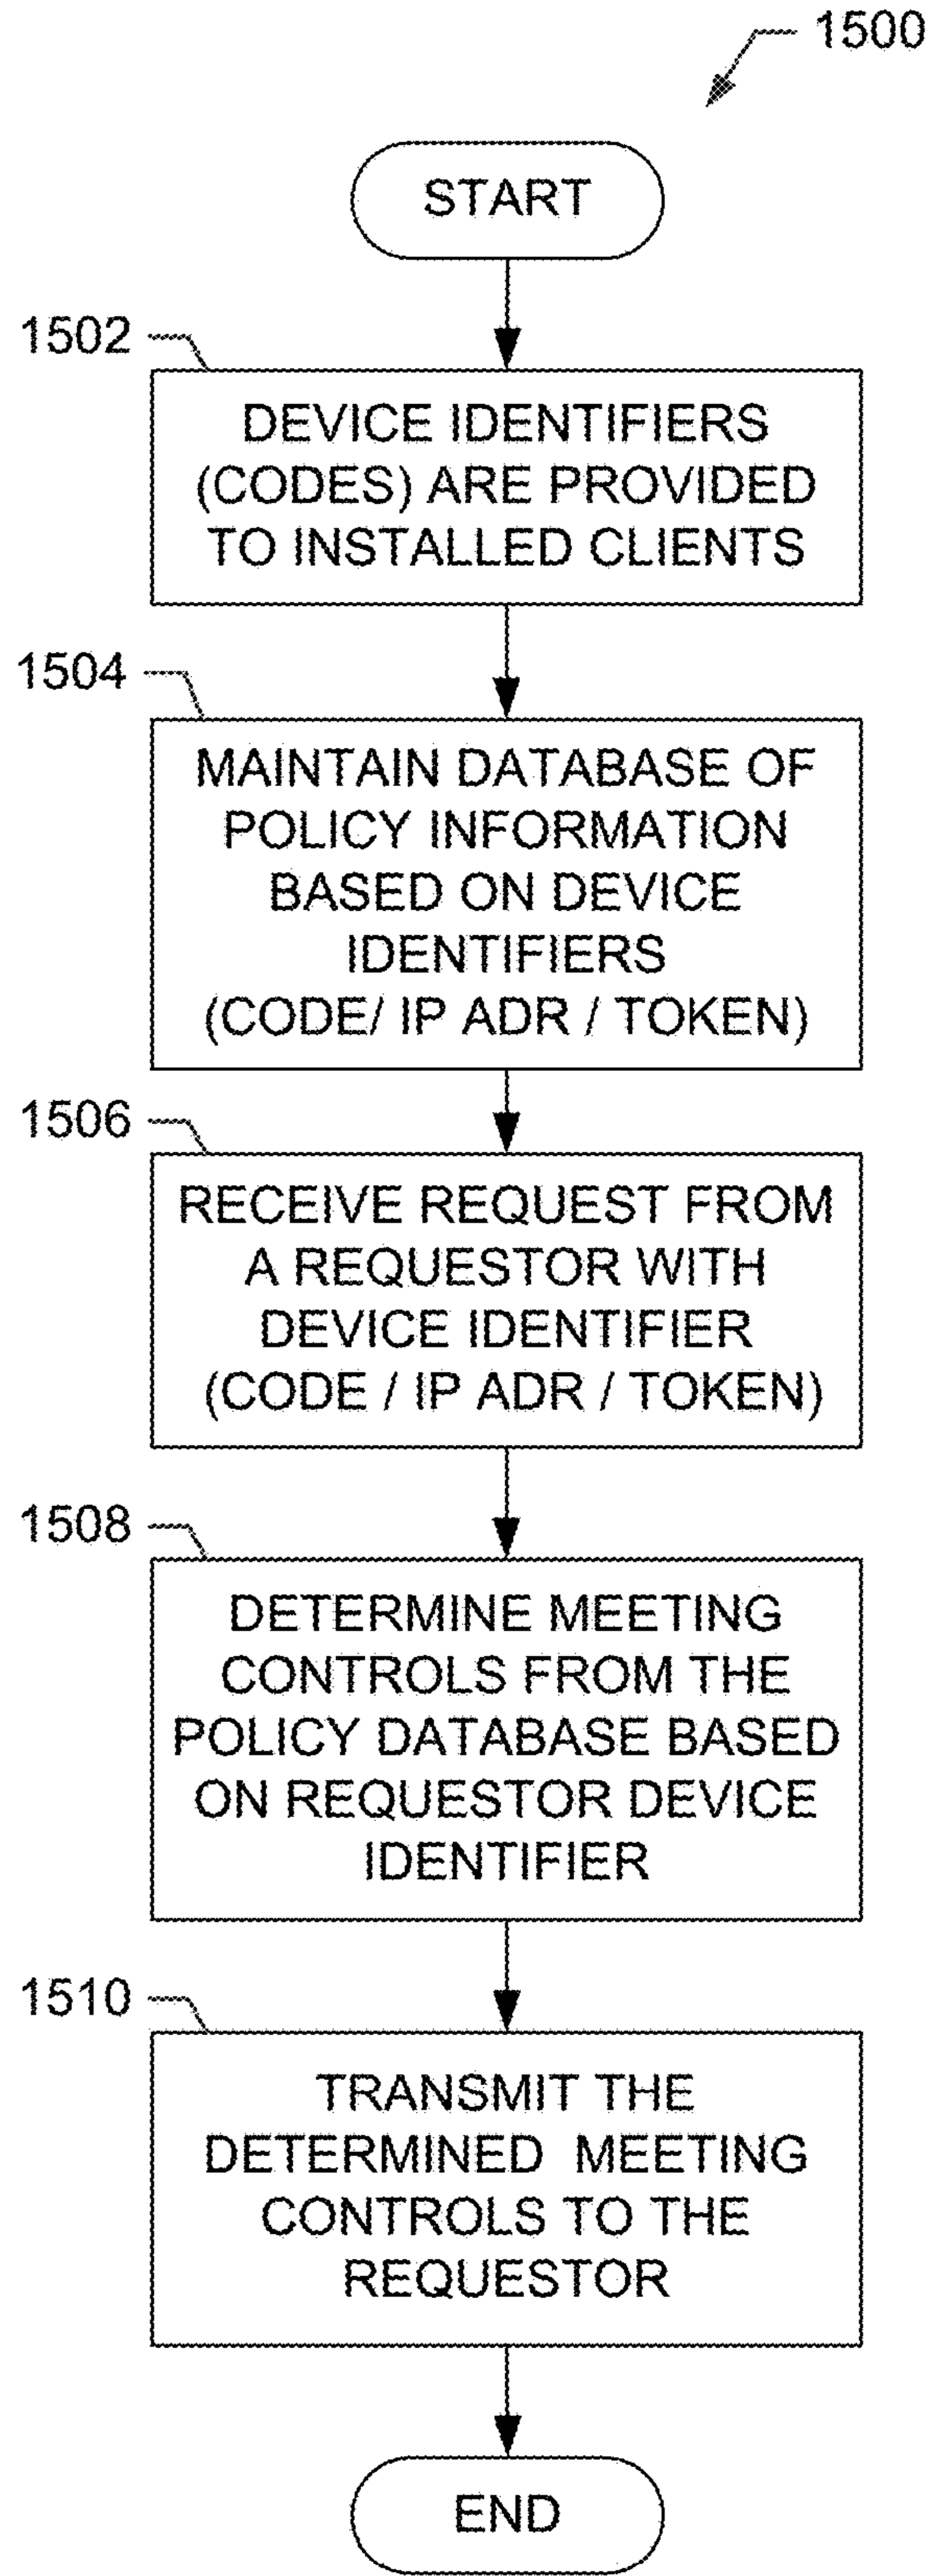 1500
START
1502
DEVICE IDENTIFIERS
(CODES) ARE PROVIDED
TO INSTALLED CLIENTS
1504
MAINTAIN DATABASE OF
POLICY INFORMATION
BASED ON DEVICE
IDENTIFIERS
(CODE/ IP ADR / TOKEN)
1506
RECEIVE REQUEST FROM
A REQUESTOR WITH
DEVICE IDENTIFIER
(CODE / IP ADR / TOKEN)
1508
DETERMINE MEETING
CONTROLS FROM THE
POLICY DATABASE BASED
ON REQUESTOR DEVICE
IDENTIFIER
1510
TRANSMIT THE
DETERMINED MEETING
CONTROLS TO THE
REQUESTOR
END